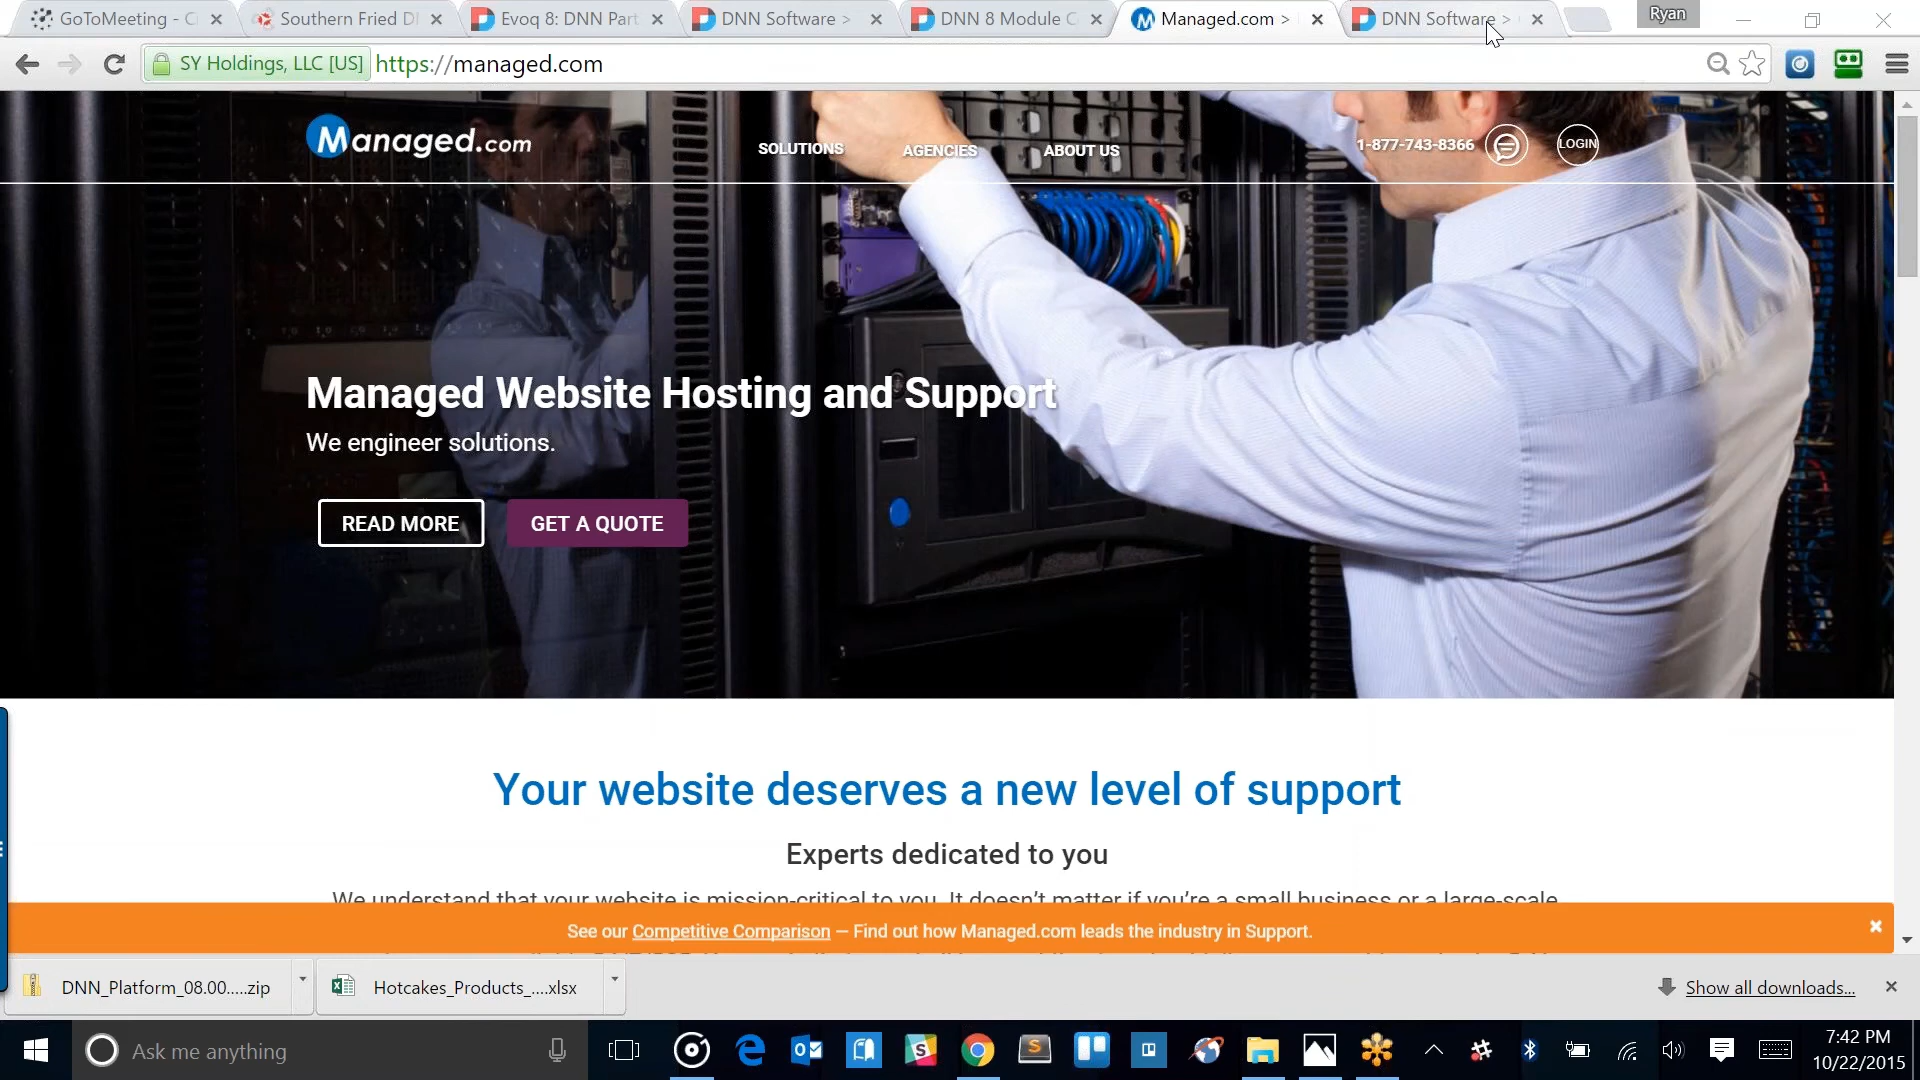 GoToMeeting - C
Southern Fried D
Evoq 8: DNN Part
DNN Software >
DNN 8 Module C
Managed.com >
DNN Software >
Ryan
SY Holdings, LLC [US]
https://managed.com
Managed.com
SOLUTIONS
AGENCIES
ABOUT US
1-877-743-8366
LOGIN
Managed Website Hosting and Support
We engineer solutions.
READ MORE
GET A QUOTE
Your website deserves a new level of support
Experts dedicated to you
We understand that your website is mission-critical to you. It doesn't matter if you're a small business or a large-scale
See our Competitive Comparison — Find out how Managed.com leads the industry in Support.
DNN_Platform_08.00.....zip
Hotcakes_Products_....xlsx
Show all downloads...
Ask me anything
7:42 PM
10/22/2015